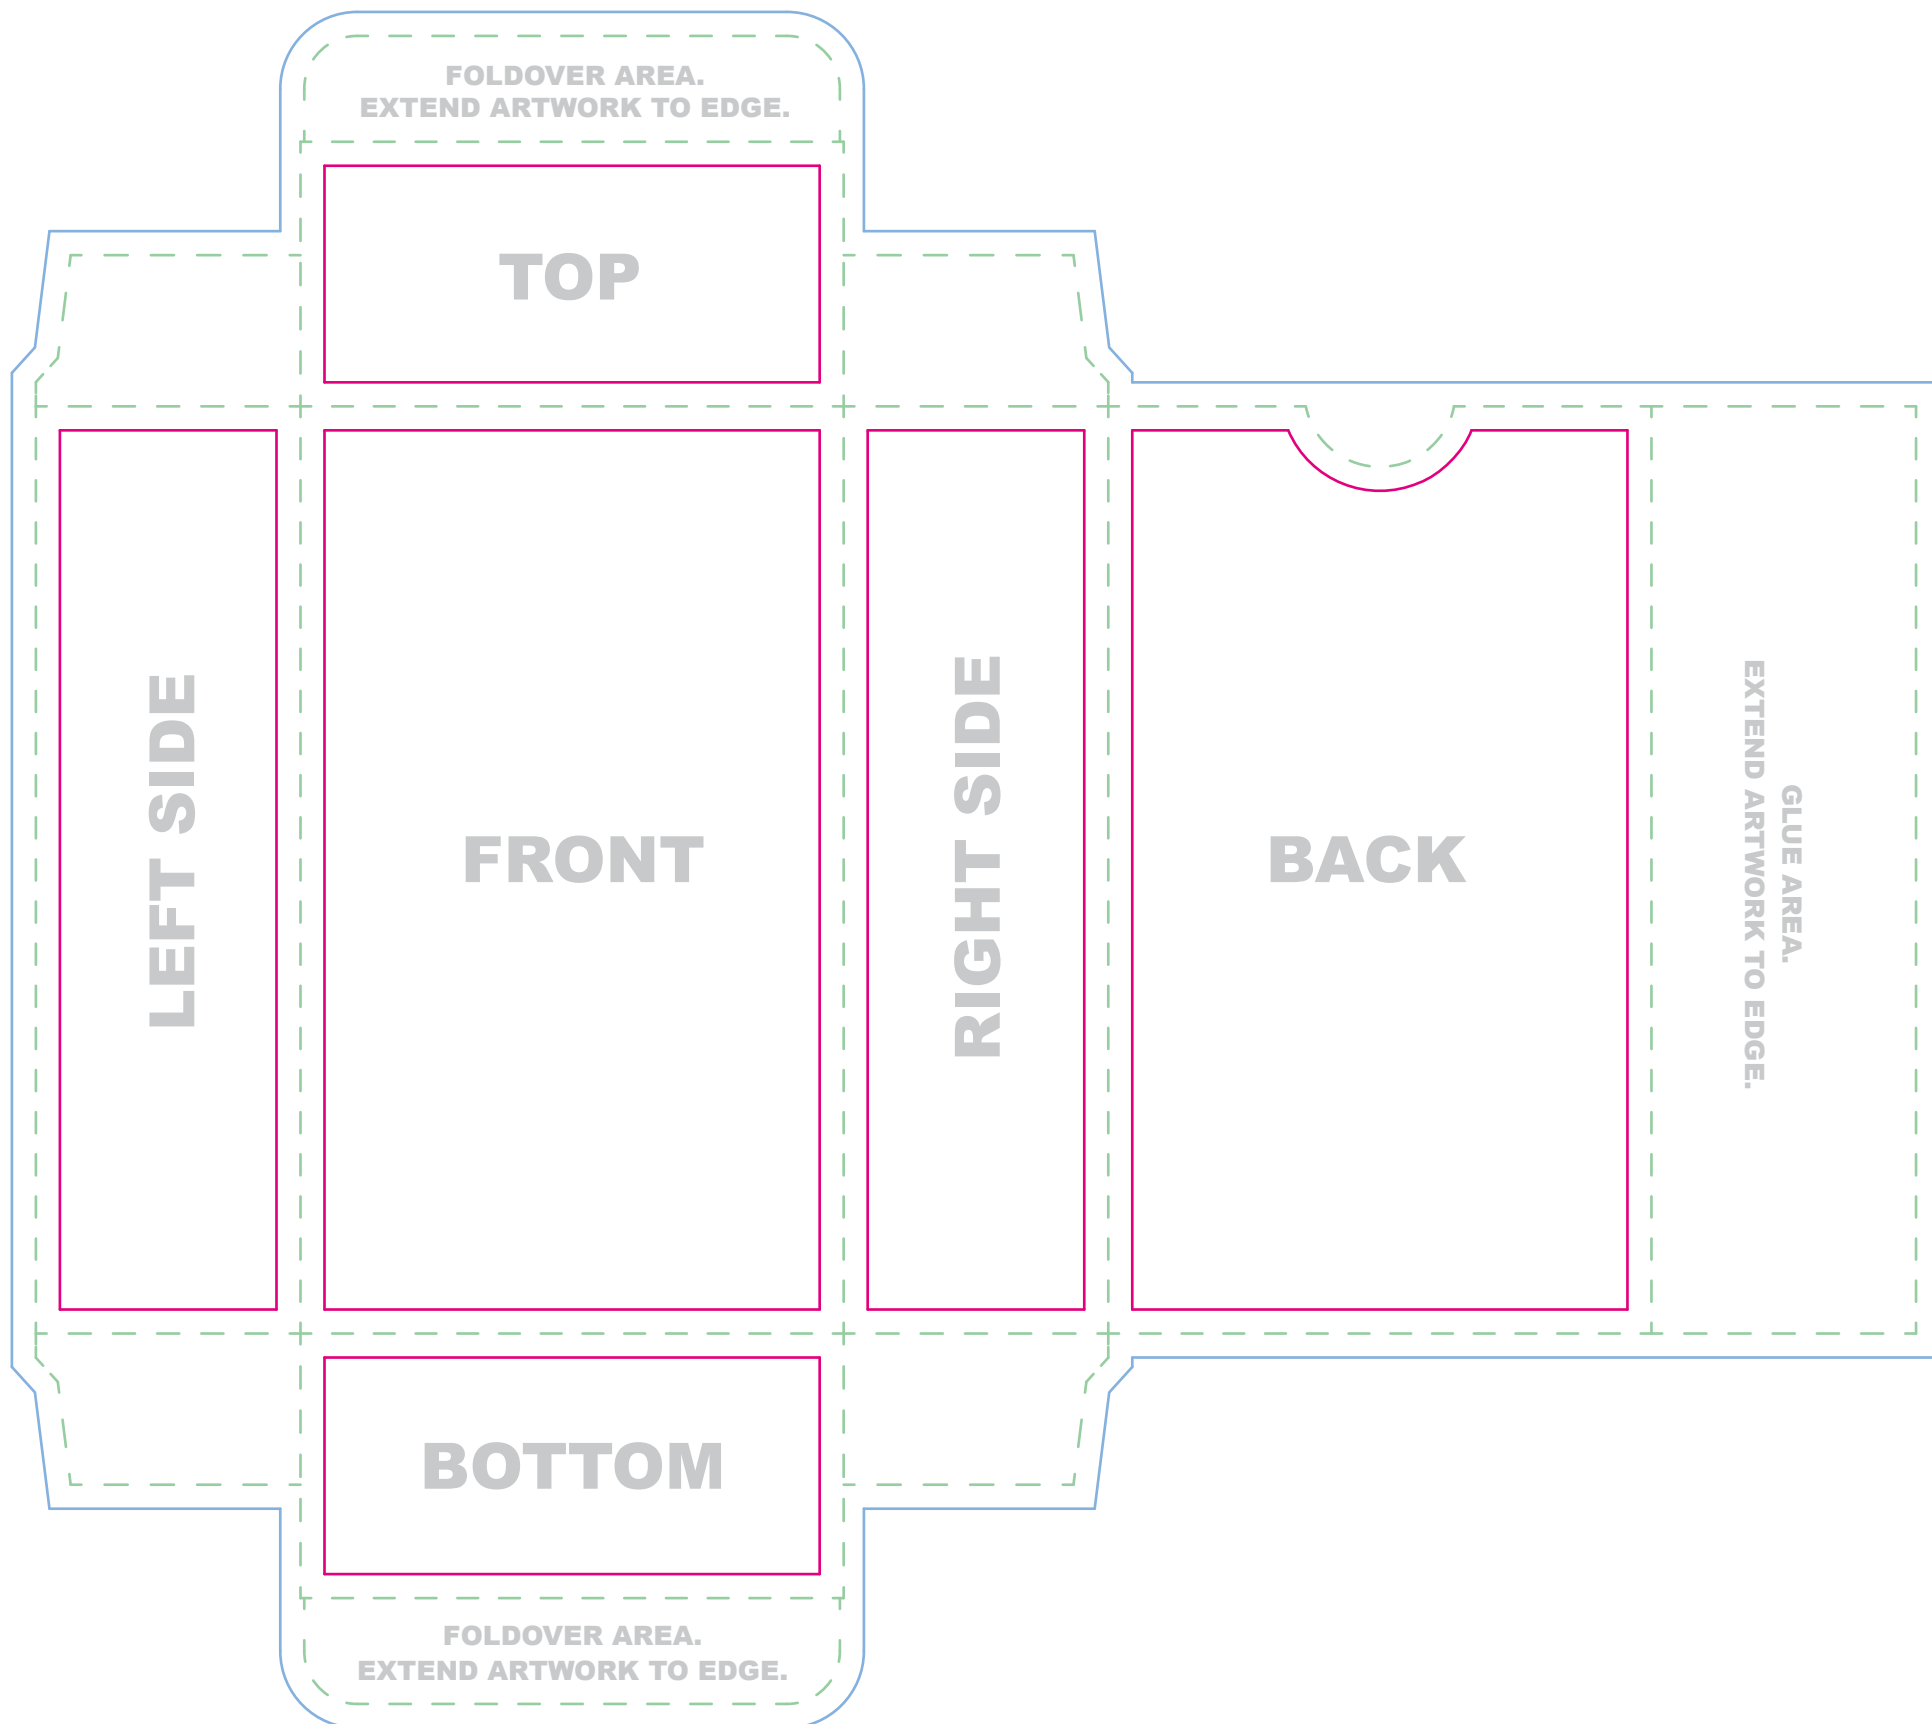 FOLDOVER AREA.
EXTEND ARTWORK TO EDGE.
TOP
LEFT SIDE
FRONT
RIGHT SIDE
BACK
GLUE AREA.
EXTEND ARTWORK TO EDGE.
BOTTOM
FOLDOVER AREA.
EXTEND ARTWORK TO EDGE.